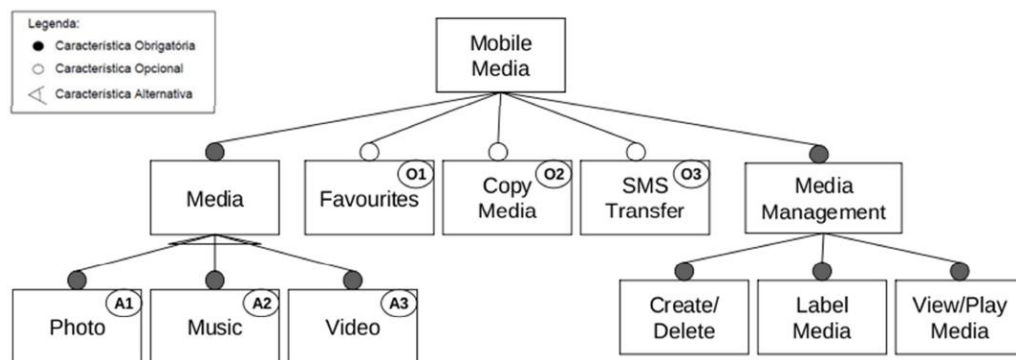 Legenda:
Característica Obrigatória
Característica Opcional
Característica Alternativa
Mobile
Media
Media
O1
Favourites
O2
Copy
Media
O3
SMS
Transfer
Media
Management
A1
Photo
A2
Music
A3
Video
Create/
Delete
Label
Media
View/Play
Media